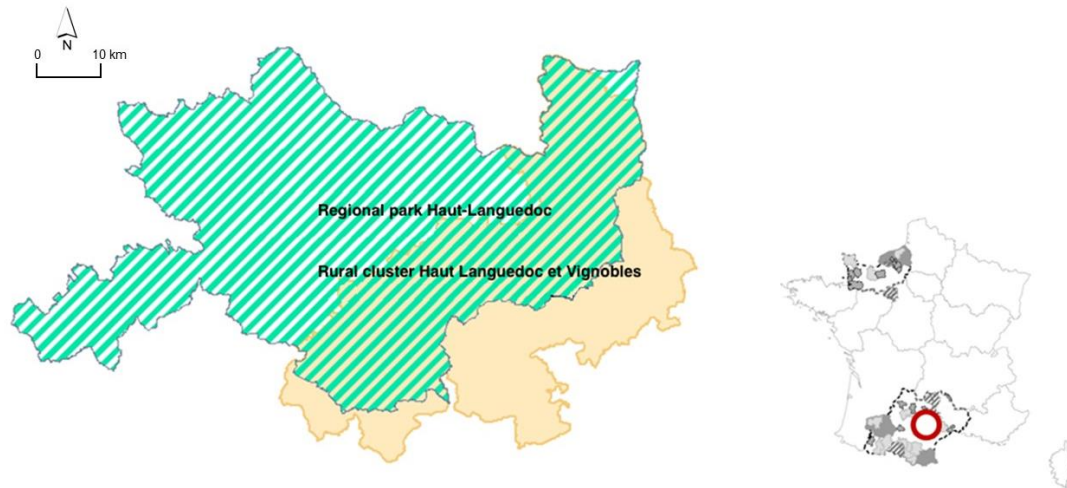 N
0 10 km
Regional park Haut-Languedoc
Rural cluster Haut Languedoc et Vignobles